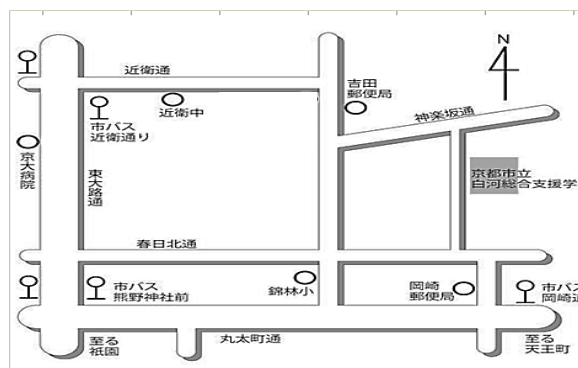 N
近衛通
吉田
郵便局
近衛中
市バス
近衛通り
神楽坂通
京大
病院
東大路通
京都市立
白河総合支援学
春日北通
市バス
熊野神社前
錦林小
岡崎
郵便局
市バス
岡崎道
丸太町通
至る
祇園
至る
天王町